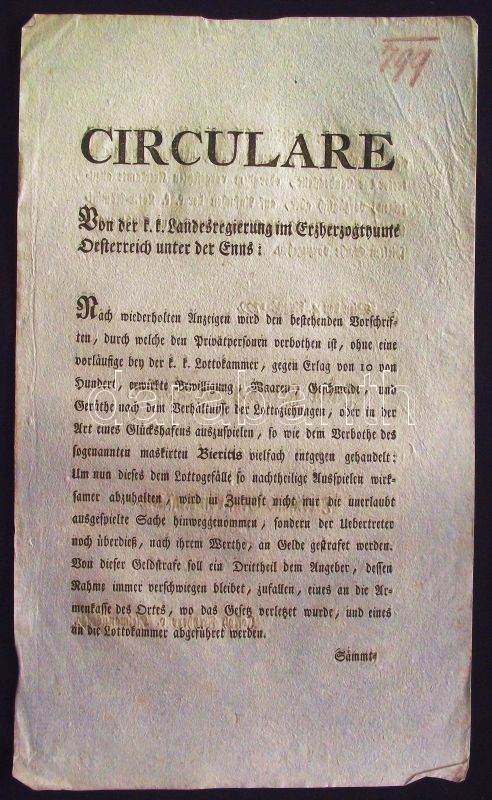 799
CIRCULARE
Von der k. k. Landesregierung im Erzherzogthume
Oesterreich unter der Enns:
Nach wiederholten Anzeigen wird den bestehenden Vorschrif-
ten, durch welche den Privatpersonen verbothen ist, ohne eine
vorläufige bey der k. k. Lottokammer, gegen Erlag von 10 von
Hundert, erwirkte Bewilligung, Waaren, Geschmeide, und
Geräthe nach dem Verhältnisse der Lottoziehungen, oder in der
Art eines Glückshafens auszuspielen, so wie dem Verbothe des
sogenannten maskirten Bieritis vielfach entgegen gehandelt:
Um nun dieses dem Lottogefälle so nachtheilige Ausspielen wirk-
samer abzuhalten, wird in Zukunft nicht nur die unerlaubt
ausgespielte Sache hinweggenommen, sondern der Uebertreter
noch überdieß, nach ihrem Werthe, an Gelde gestrafet werden.
Von dieser Geldstrafe soll ein Drittheil dem Angeber, dessen
Nahme immer verschwiegen bleibet, zufallen, eines an die Ar-
menkasse des Ortes, wo das Gesetz verletzet wurde, und eines
an die Lottokammer abgeführet werden.
Sämmt-
darabanth